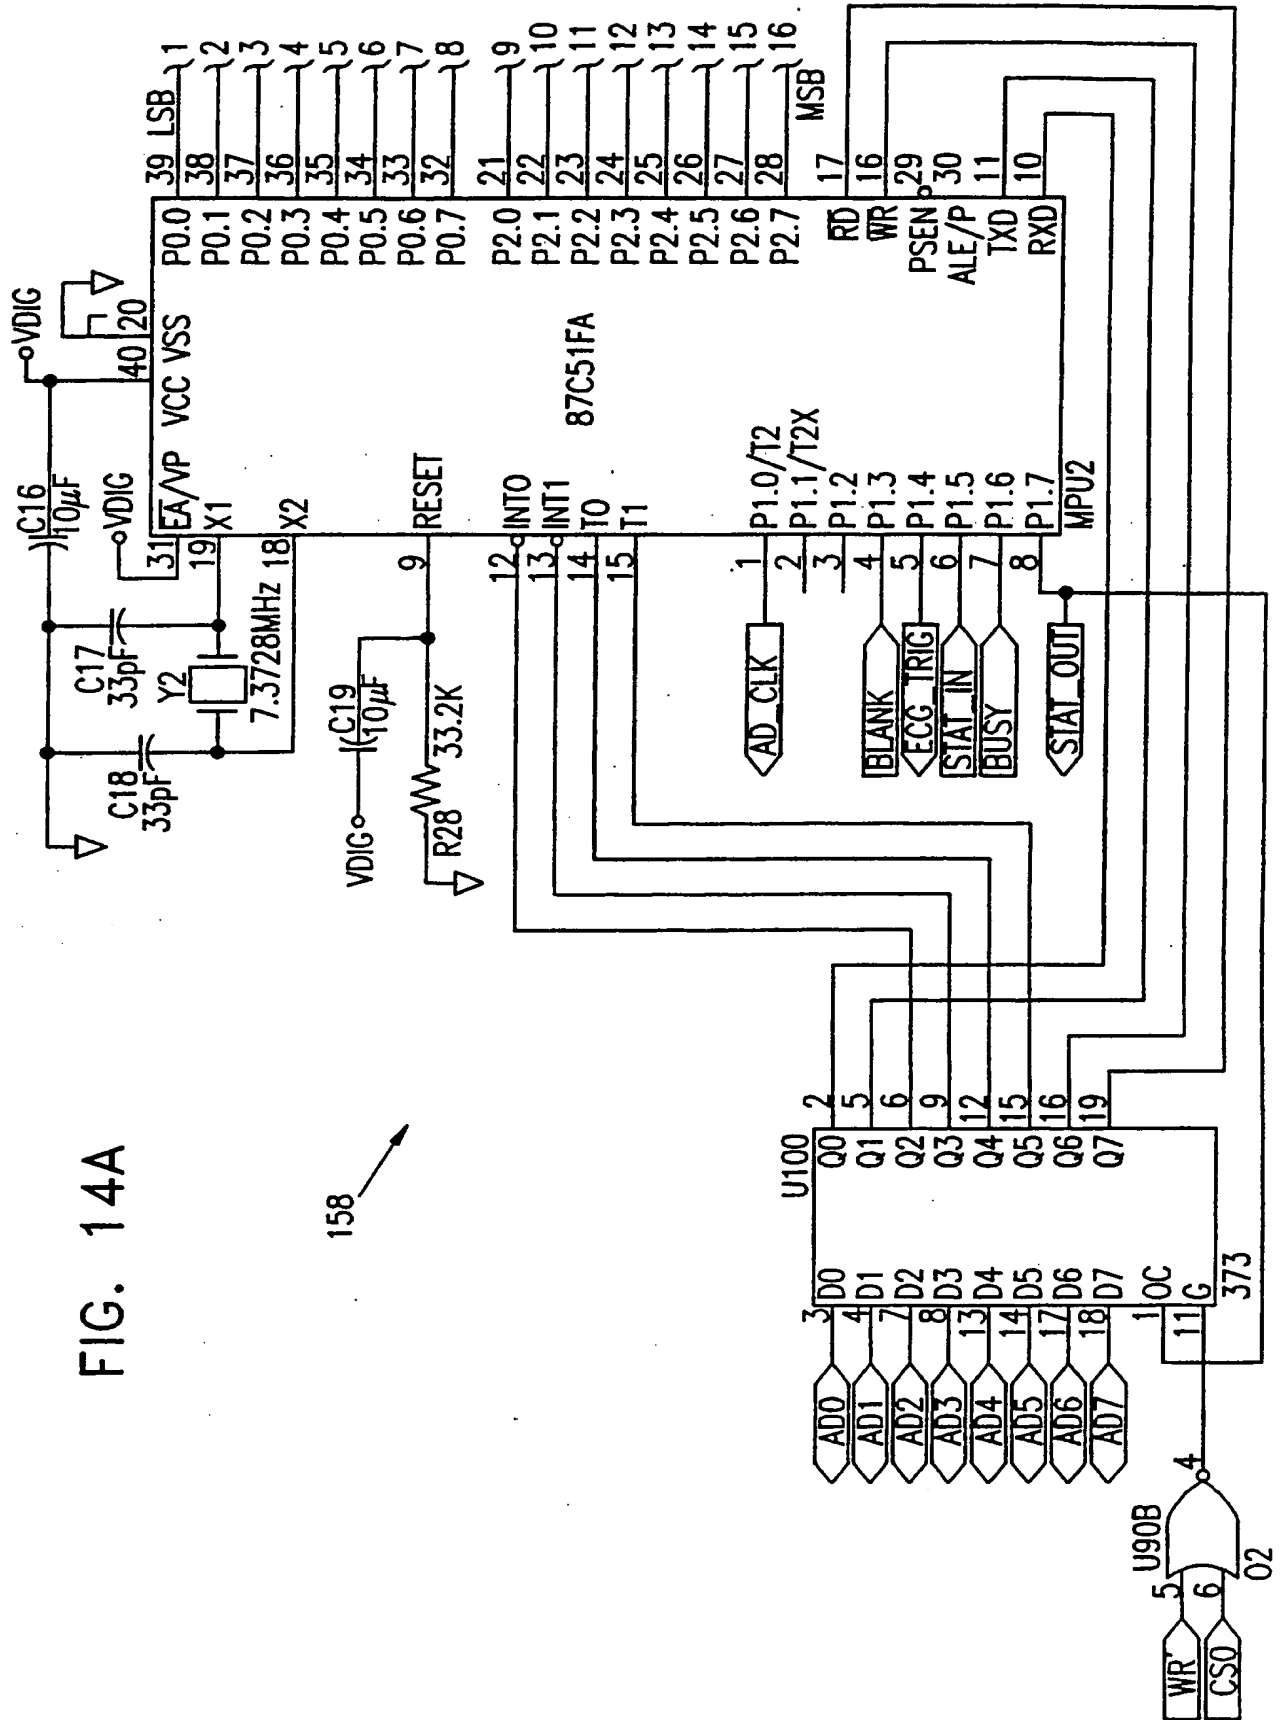 FIG. 14A
158
VDIG
C16
10µF
VDIG
C17
33pF
C18
33pF
Y2
7.3728MHz
C19
10µF
VDIG
R28
33.2K
40
20
VCC
VSS
31
EA/VP
19
X1
18
X2
9
RESET
12
INT0
13
INT1
14
T0
15
T1
1
P1.0/T2
2
P1.1/T2X
3
P1.2
4
P1.3
5
P1.4
6
P1.5
7
P1.6
8
P1.7
MPU2
87C51FA
P0.0
39
LSB
1
P0.1
38
2
P0.2
37
3
P0.3
36
4
P0.4
35
5
P0.5
34
6
P0.6
33
7
P0.7
32
8
P2.0
21
9
P2.1
22
10
P2.2
23
11
P2.3
24
12
P2.4
25
13
P2.5
26
14
P2.6
27
15
P2.7
28
16
MSB
RD
17
WR
16
PSEN
29
ALE/P
30
TXD
11
RXD
10
AD_CLK
BLANK
ECG_TRIG
STAT_IN
BUSY
STAT_OUT
U100
AD0
3
D0
Q0
2
AD1
4
D1
Q1
5
AD2
7
D2
Q2
6
AD3
8
D3
Q3
9
AD4
13
D4
Q4
12
AD5
14
D5
Q5
15
AD6
17
D6
Q6
16
AD7
18
D7
Q7
19
1
OC
11
G
373
U90B
WR'
5
CS0
6
4
02